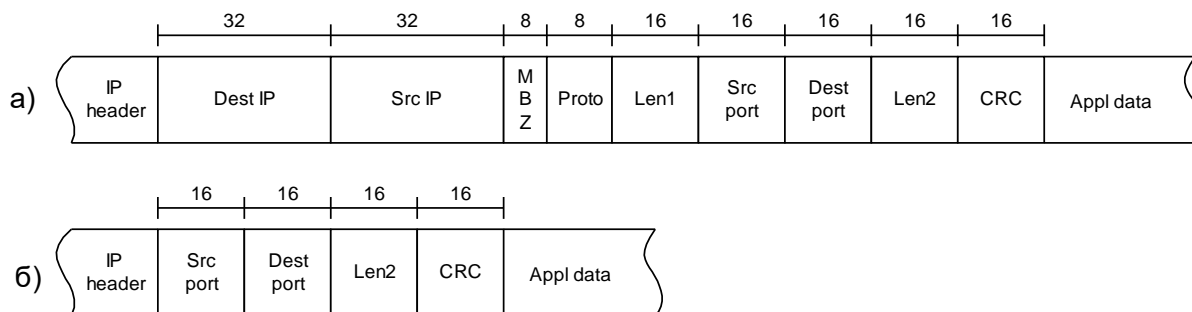 32 32 8 8 16 16 16 16 16
а) IP header Dest IP Src IP MBZ Proto Len1 Src port Dest port Len2 CRC Appl data
16 16 16 16
б) IP header Src port Dest port Len2 CRC Appl data